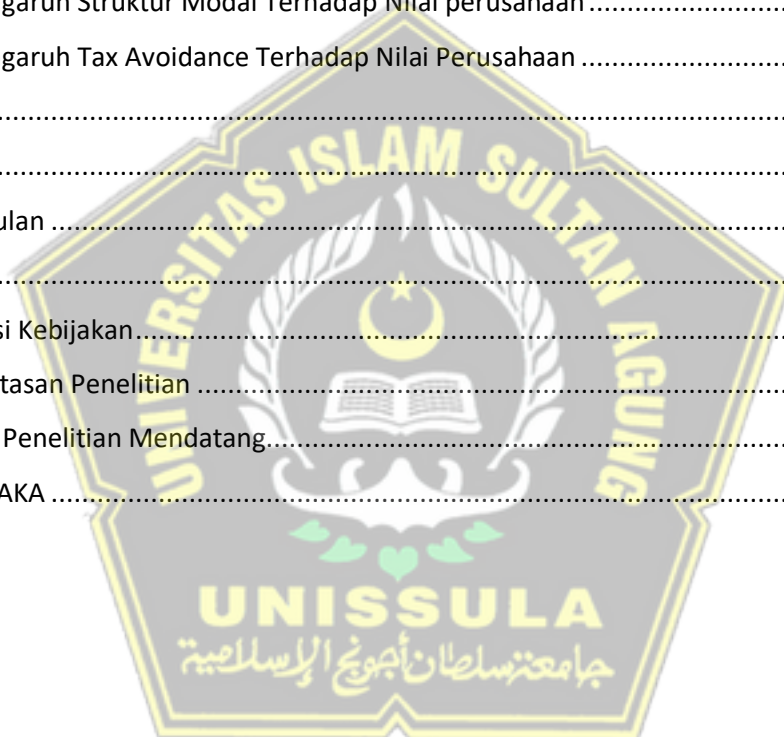 garuh Struktur Modal Terhadap Nilai perusahaan ..........
garuh Tax Avoidance Terhadap Nilai Perusahaan ..........
..........
..........
ulan ..........
..........
si Kebijakan ..........
tasan Penelitian ..........
Penelitian Mendatang ..........
AKA ..........
UNIVERSITAS ISLAM SULTAN AGUNG
UNISSULA
جامعة سلطان أجونج الإسلامية